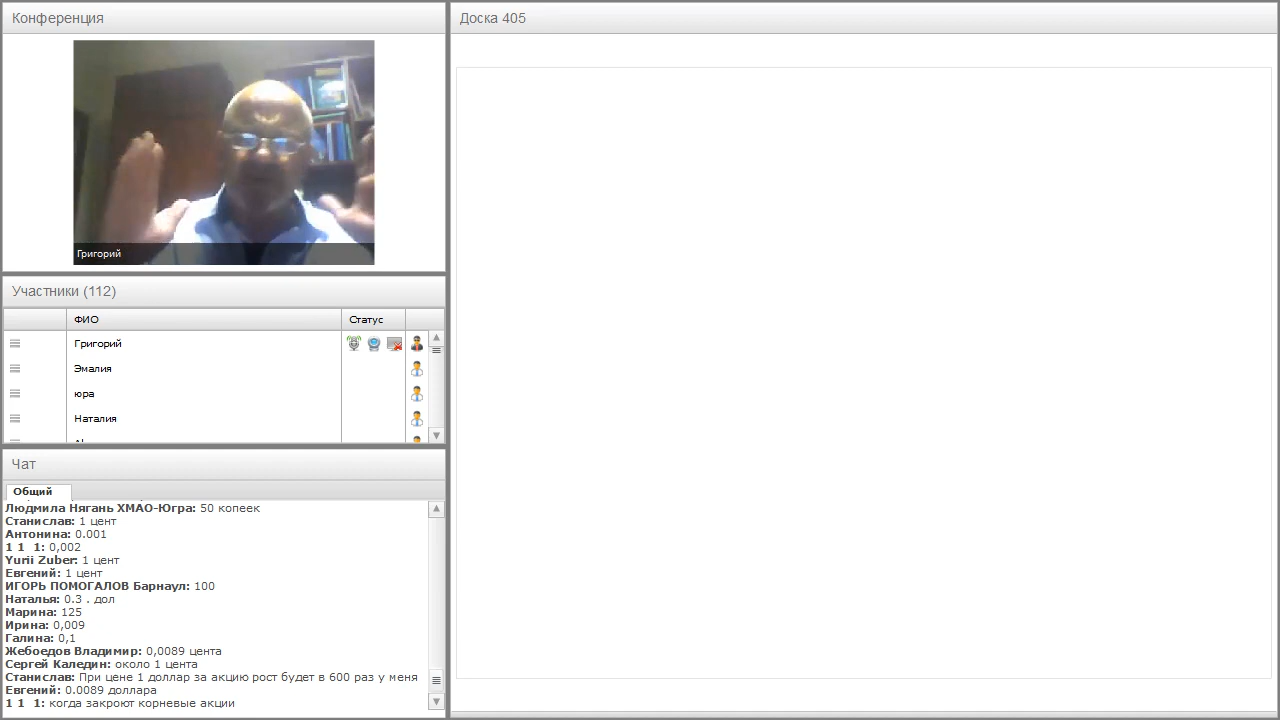 Конференция
Григорий
Участники (112)
ФИО Статус
Григорий
Эмалия
юра
Наталия
Чат
Общий
Людмила Нягань ХМАО-Югра: 50 копеек
Станислав: 1 цент
Антонина: 0.001
1 1 1: 0,002
Yurii Zuber: 1 цент
Евгений: 1 цент
ИГОРЬ ПОМОГАЛОВ Барнаул: 100
Наталья: 0.3 . дол
Марина: 125
Ирина: 0,009
Галина: 0,1
Жебоедов Владимир: 0,0089 цента
Сергей Каледин: около 1 цента
Станислав: При цене 1 доллар за акцию рост будет в 600 раз у меня
Евгений: 0.0089 доллара
1 1 1: когда закроют корневые акции
Доска 405